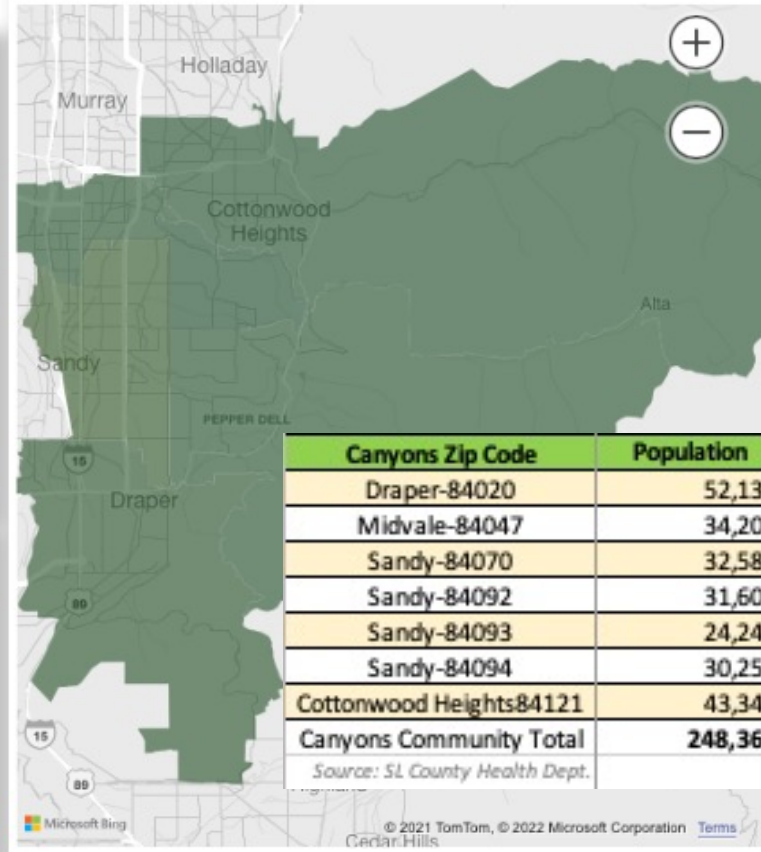 Holladay
Murray
Cottonwood
Heights
Alta
Sandy
PEPPER DELL
15
Draper
89
Canyons Zip Code Population
Draper-84020 52,13
Midvale-84047 34,20
Sandy-84070 32,58
Sandy-84092 31,60
Sandy-84093 24,24
Sandy-84094 30,25
Cottonwood Heights84121 43,34
Canyons Community Total 248,36
Source: SL County Health Dept.
15
89
Microsoft Bing
© 2021 TomTom, © 2022 Microsoft Corporation Terms
Cedar Hills